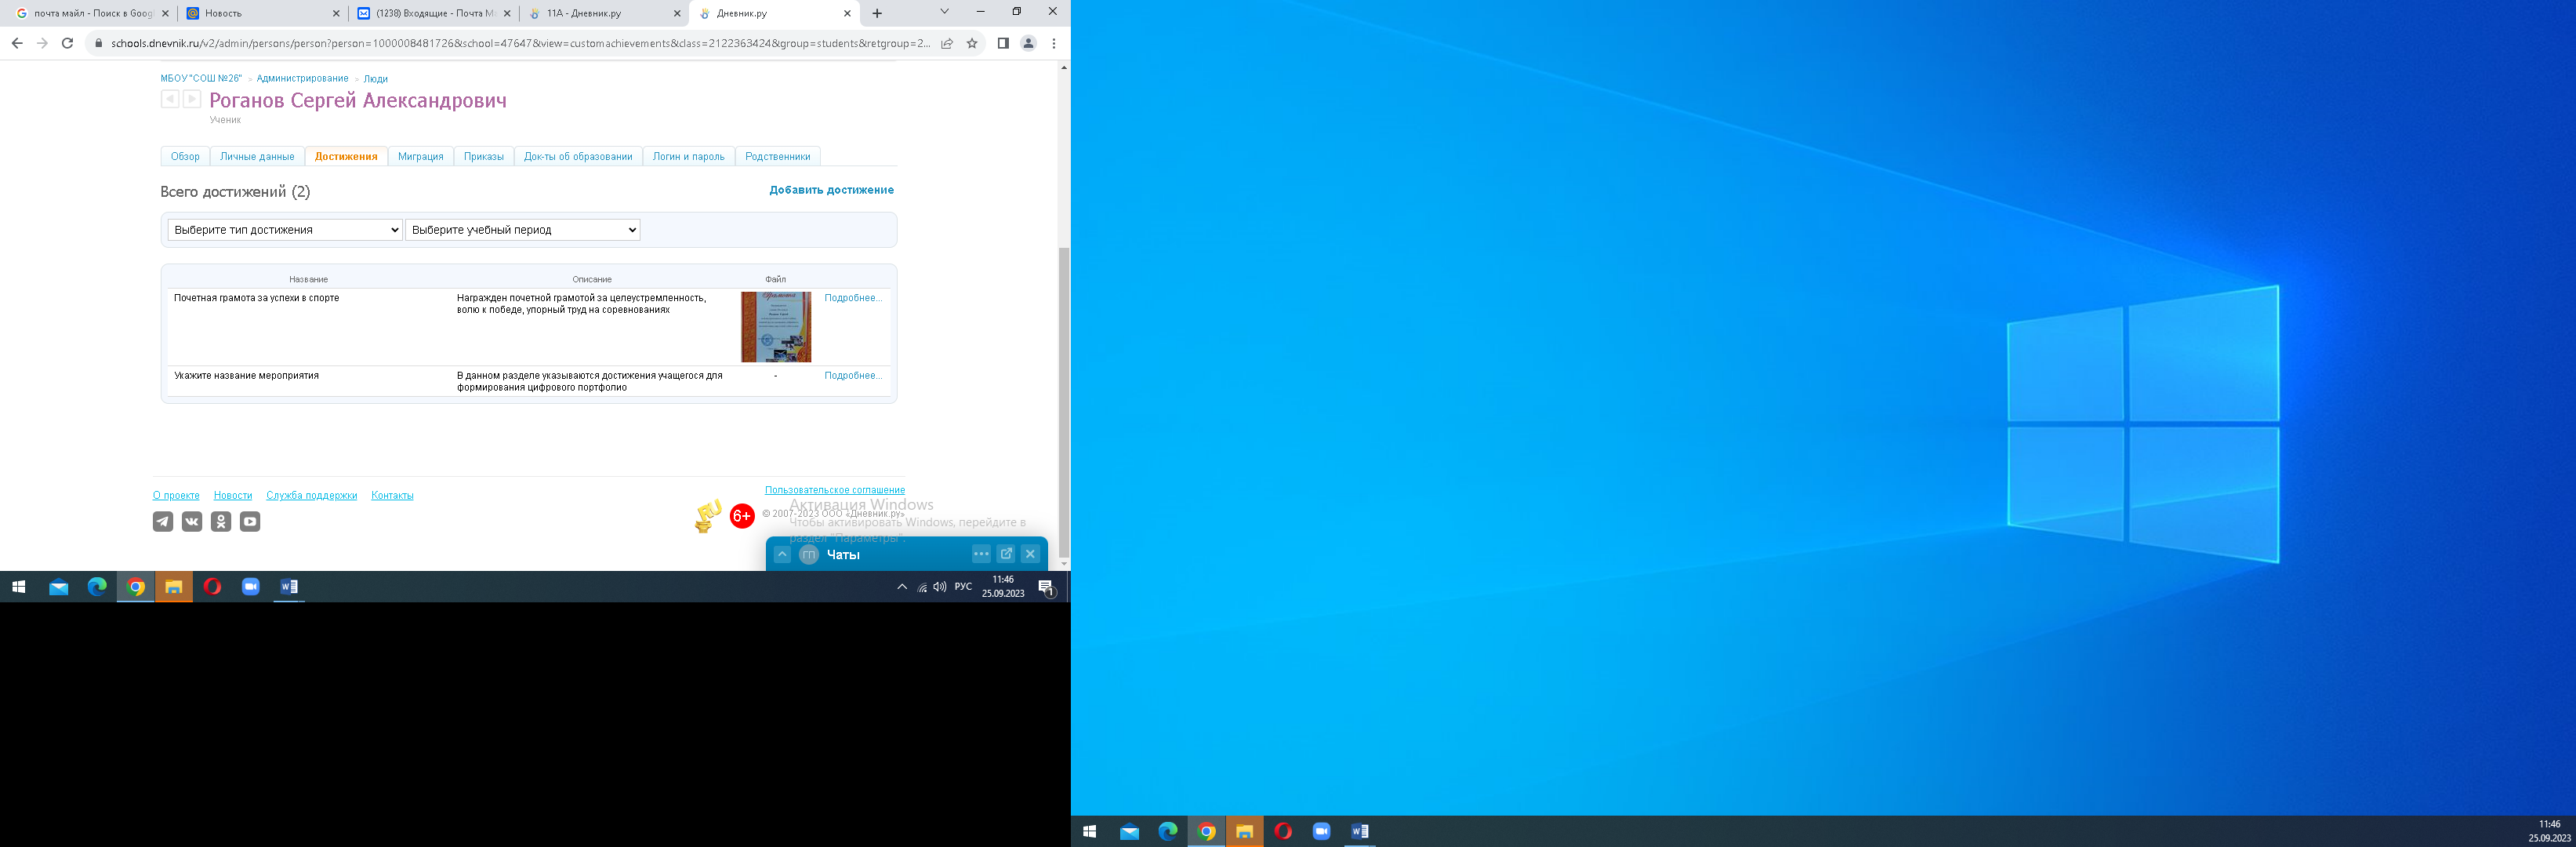 почта майл - Поиск в Goog
Новость
(1238) Входящие - Почта Ma
11А - Дневник.ру
Дневник.ру
schools.dnevnik.ru/v2/admin/persons/person?person=1000008481726&school=47647&view=customachievements&class=2122363424&group=students&retgroup=2...
МБОУ "СОШ №26" » Администрирование » Люди
Роганов Сергей Александрович
Ученик
Обзор
Личные данные
Достижения
Миграция
Приказы
Док-ты об образовании
Логин и пароль
Родственники
Всего достижений (2)
Добавить достижение
Выберите тип достижения
Выберите учебный период
Название
Описание
Файл
Почетная грамота за успехи в спорте
Награжден почетной грамотой за целеустремленность,
волю к победе, упорный труд на соревнованиях
Грамота
Подробнее...
Укажите название мероприятия
В данном разделе указываются достижения учащегося для
формирования цифрового портфолио
-
Подробнее...
О проекте
Новости
Служба поддержки
Контакты
RU
6+
Пользовательское соглашение
© 2007-2023 ООО «Дневник.ру»
Активация Windows
Чтобы активировать Windows, перейдите в
раздел "Параметры".
ГП
Чаты
РУС
11:46
25.09.2023
1
11:46
25.09.2023